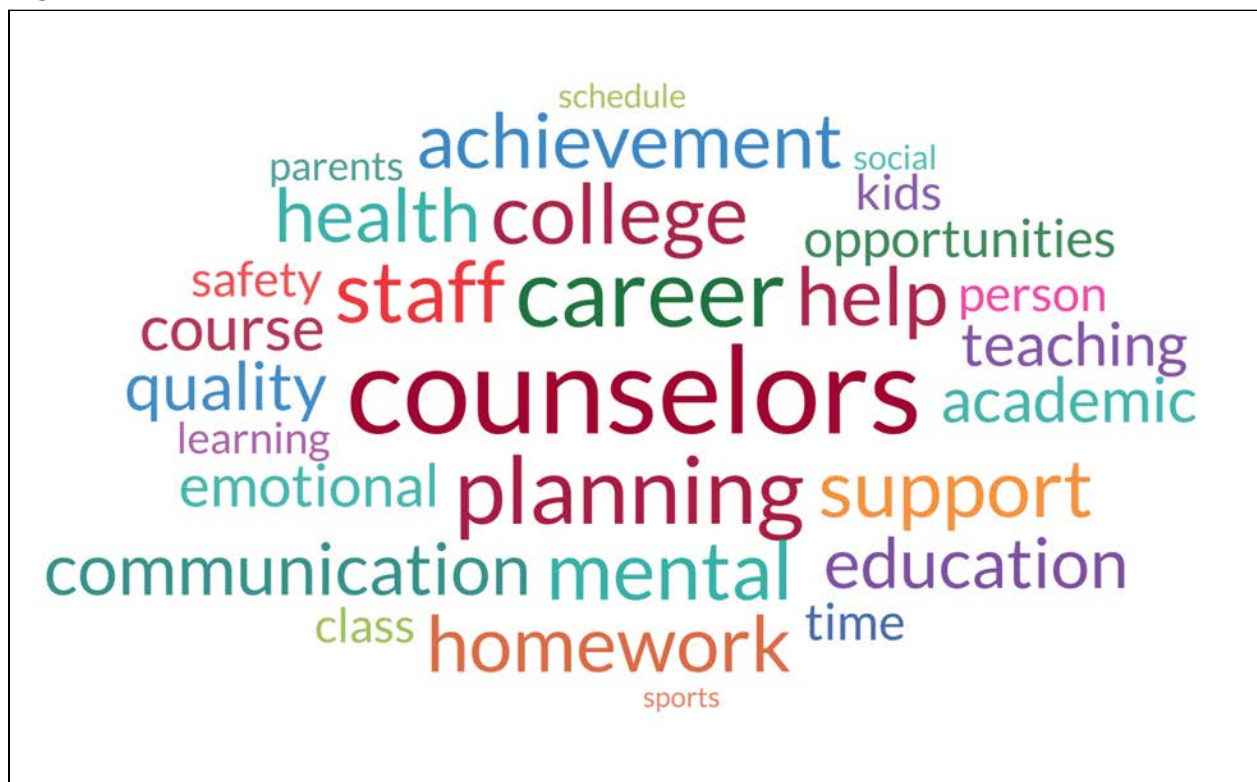 schedule
achievement
parents
social
kids
health college
opportunities
safety
staff career help person
course
teaching
quality
counselors
academic
learning
emotional
planning support
communication mental education
class
homework
time
sports